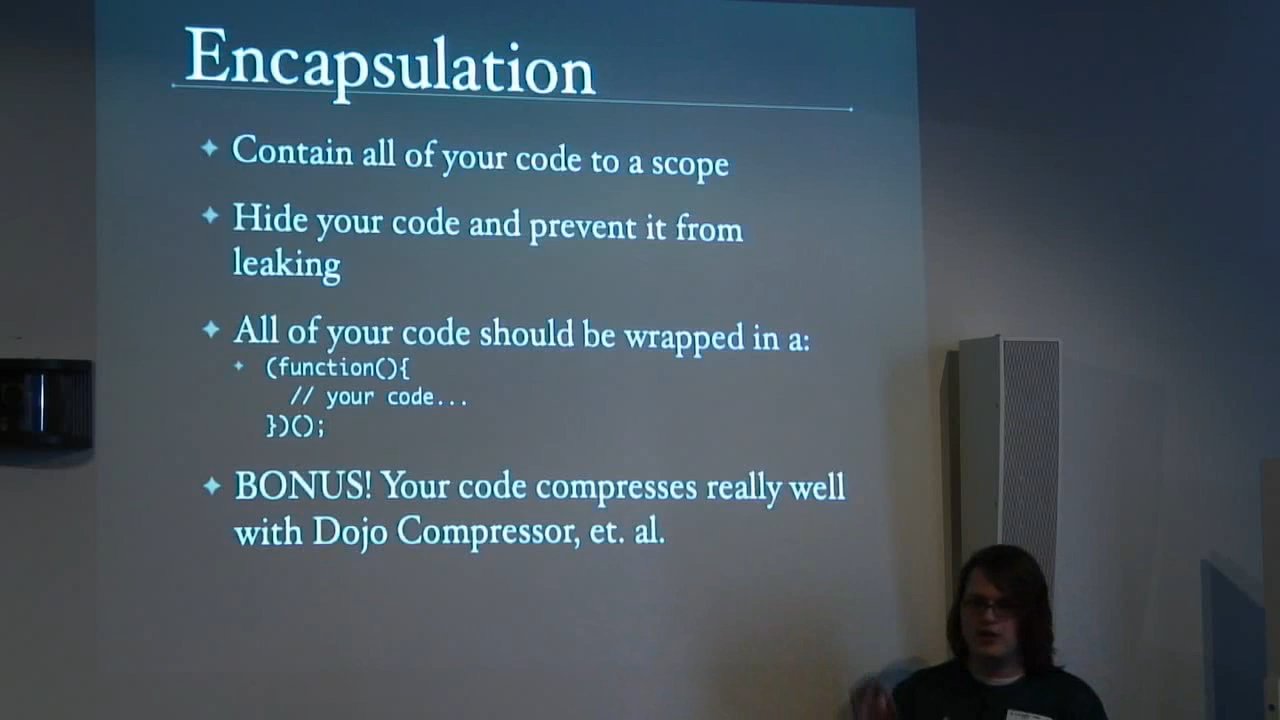 Encapsulation
Contain all of your code to a scope
Hide your code and prevent it from
leaking
All of your code should be wrapped in a:
(function(){
// your code...
})();
BONUS! Your code compresses really well
with Dojo Compressor, et. al.